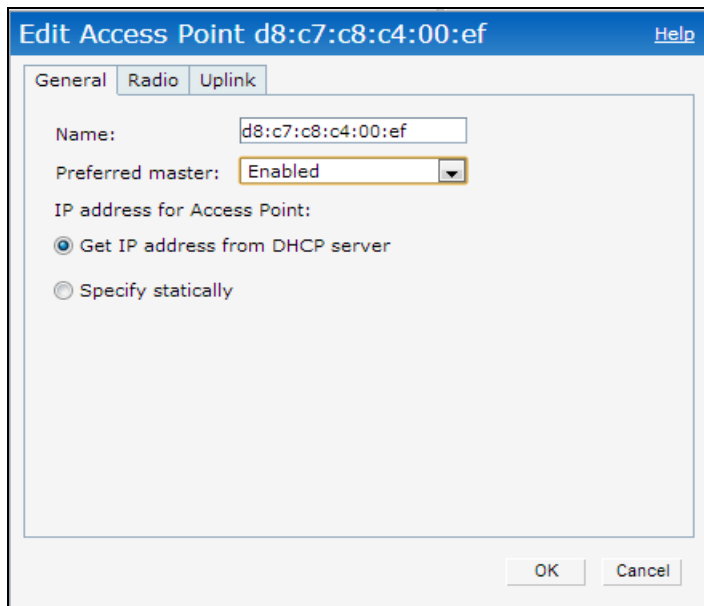 Edit Access Point d8:c7:c8:c4:00:ef Help
General Radio Uplink
Name: d8:c7:c8:c4:00:ef
Preferred master: Enabled
IP address for Access Point:
Get IP address from DHCP server
Specify statically
OK Cancel